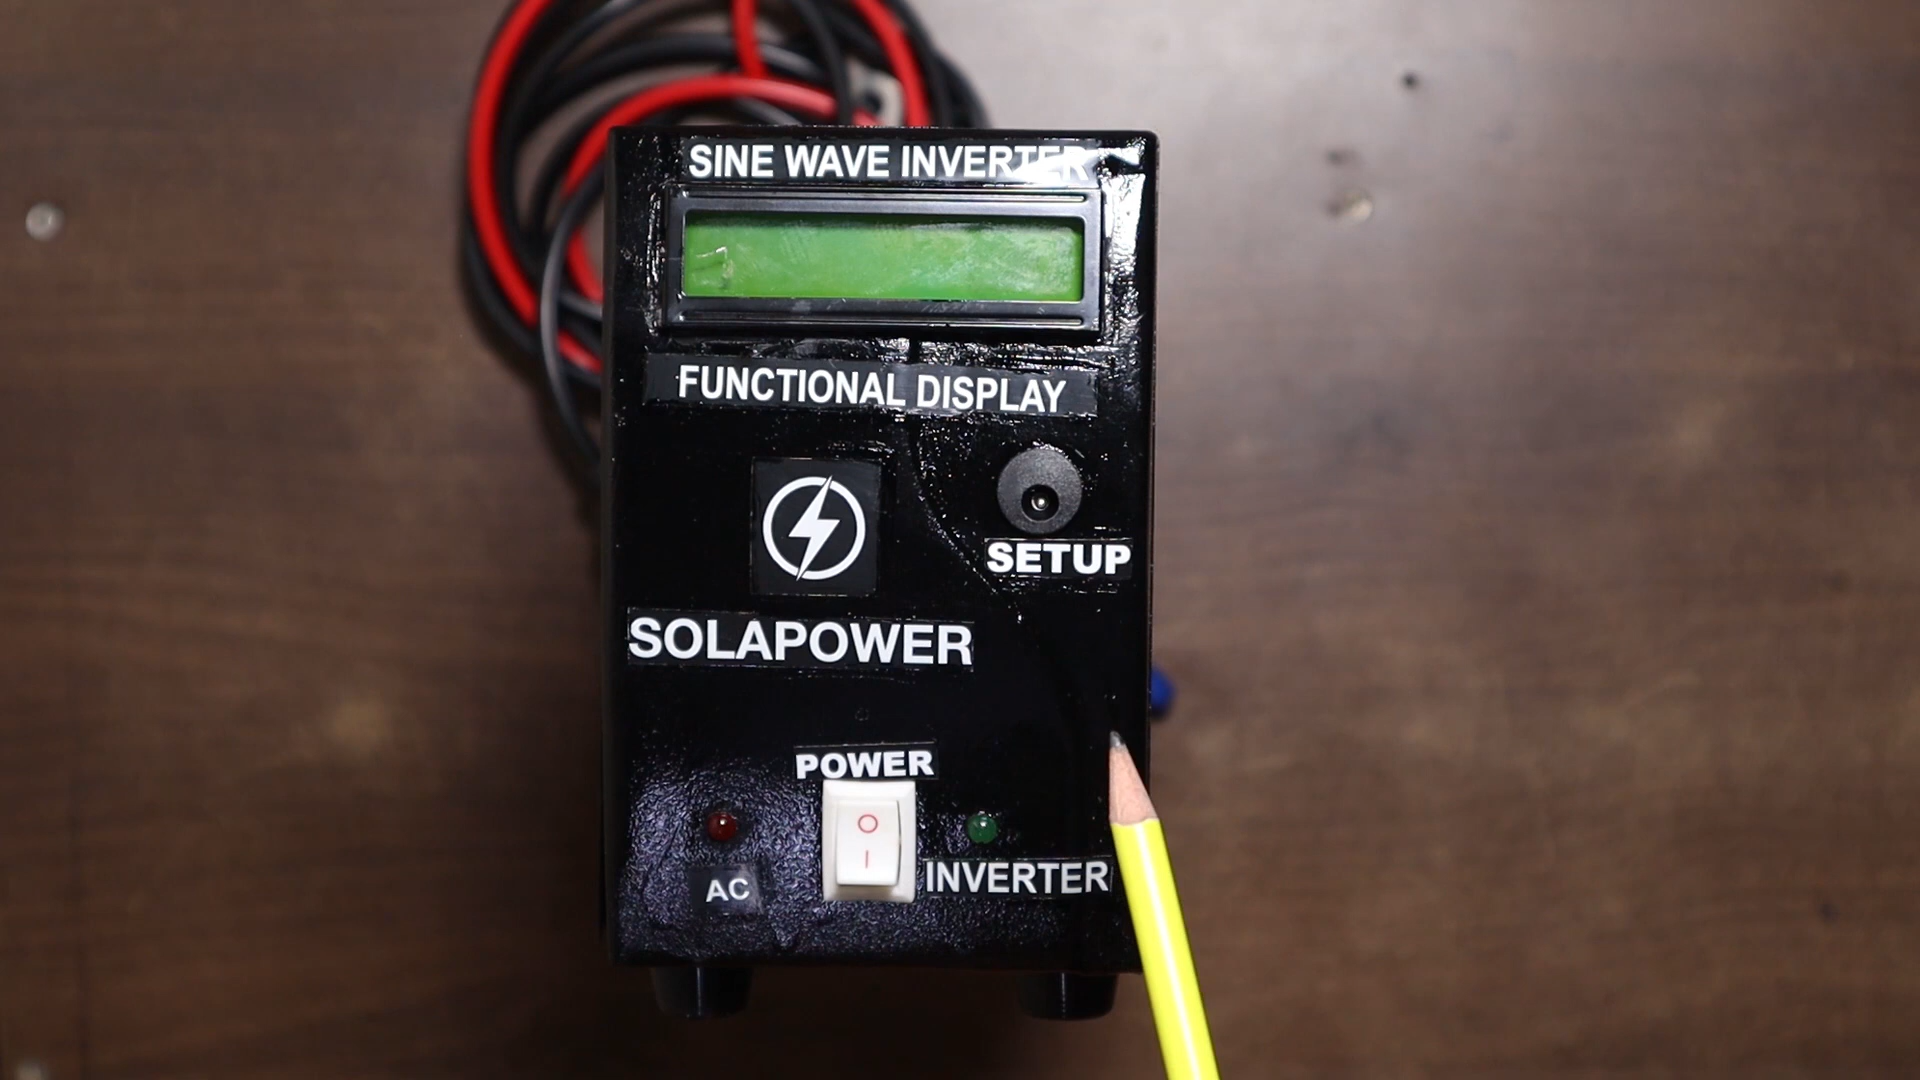 SINE WAVE INVERTER
FUNCTIONAL DISPLAY
SETUP
SOLAPOWER
POWER
O
I
AC
INVERTER